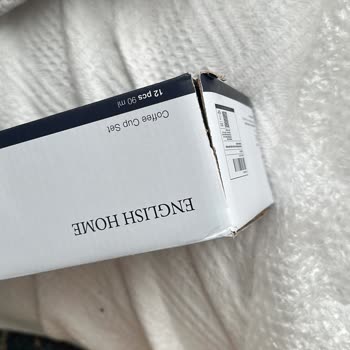 ENGLISH HOME
Coffee Cup Set
12 pcs 90 ml